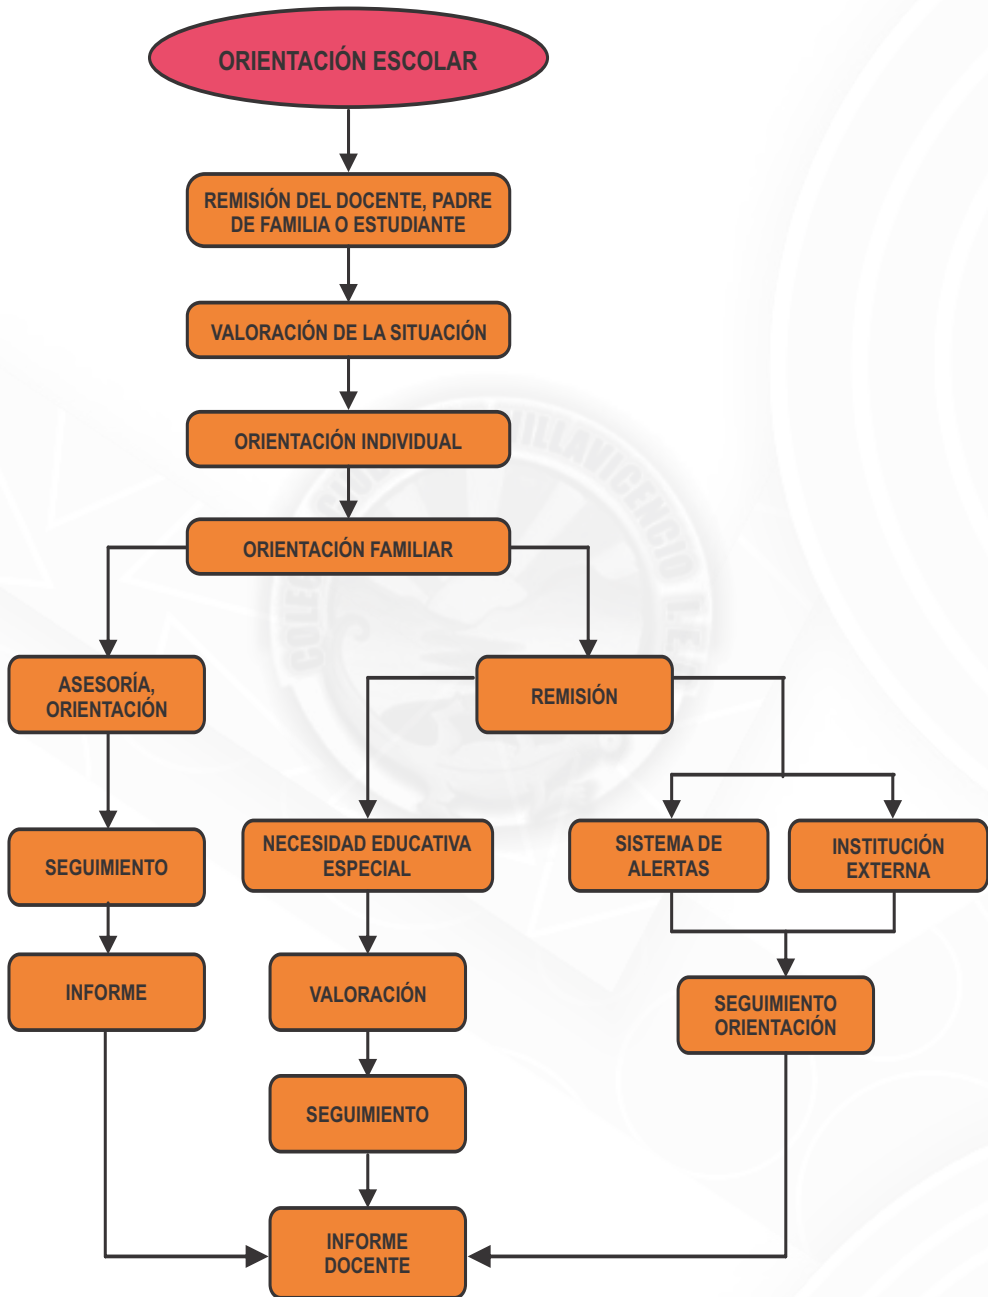 ORIENTACIÓN ESCOLAR
REMISIÓN DEL DOCENTE, PADRE
DE FAMILIA O ESTUDIANTE
VALORACIÓN DE LA SITUACIÓN
ORIENTACIÓN INDIVIDUAL
ORIENTACIÓN FAMILIAR
ASESORÍA,
ORIENTACIÓN
REMISIÓN
SEGUIMIENTO
NECESIDAD EDUCATIVA
ESPECIAL
SISTEMA DE
ALERTAS
INSTITUCIÓN
EXTERNA
INFORME
VALORACIÓN
SEGUIMIENTO
ORIENTACIÓN
SEGUIMIENTO
INFORME
DOCENTE
VILLAVICENCIO